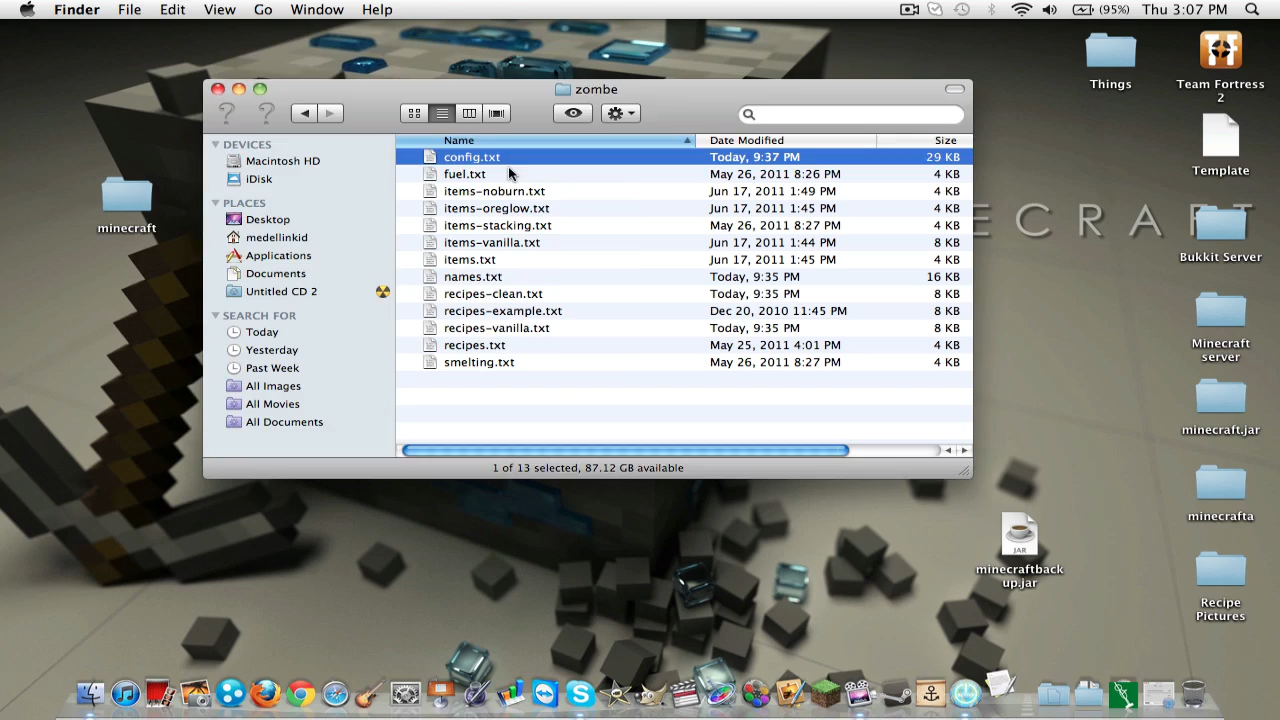 Finder File Edit View Go Window Help (95%) Thu 3:07 PM
zombe
DEVICES
Macintosh HD
iDisk
PLACES
Desktop
medellinkid
Applications
Documents
Untitled CD 2
SEARCH FOR
Today
Yesterday
Past Week
All Images
All Movies
All Documents
Name Date Modified Size
config.txt Today, 9:37 PM 29 KB
fuel.txt May 26, 2011 8:26 PM 4 KB
items-noburn.txt Jun 17, 2011 1:49 PM 4 KB
items-oreglow.txt Jun 17, 2011 1:45 PM 4 KB
items-stacking.txt May 26, 2011 8:27 PM 4 KB
items-vanilla.txt Jun 17, 2011 1:44 PM 8 KB
items.txt Jun 17, 2011 1:45 PM 4 KB
names.txt Today, 9:35 PM 16 KB
recipes-clean.txt Today, 9:35 PM 8 KB
recipes-example.txt Dec 20, 2010 11:45 PM 8 KB
recipes-vanilla.txt Today, 9:35 PM 8 KB
recipes.txt May 25, 2011 4:01 PM 4 KB
smelting.txt May 26, 2011 8:27 PM 4 KB
1 of 13 selected, 87.12 GB available
minecraft
ECRAFT
Things
Team Fortress
2
Template
Bukkit Server
Minecraft
server
minecraft.jar
minecrafta
Recipe
Pictures
JAR
minecraftback
up.jar